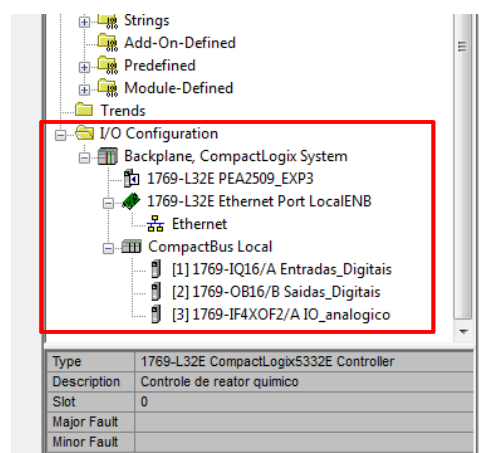 Strings
Add-On-Defined
Predefined
Module-Defined
Trends
I/O Configuration
Backplane, CompactLogix System
1769-L32E PEA2509_EXP3
1769-L32E Ethernet Port LocalENB
Ethernet
CompactBus Local
[1] 1769-IQ16/A Entradas_Digitais
[2] 1769-OB16/B Saidas_Digitais
[3] 1769-IF4XOF2/A IO_analogico
Type 1769-L32E CompactLogix5332E Controller
Description Controle de reator quimico
Slot 0
Major Fault
Minor Fault